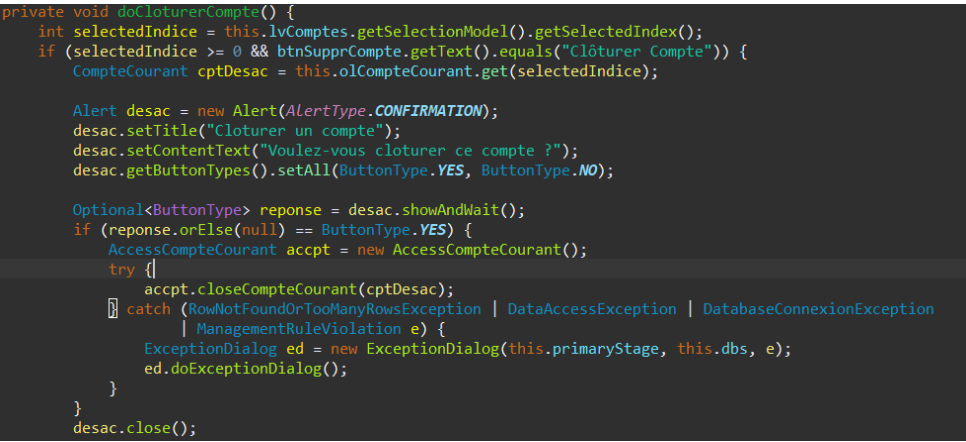 private void doCloturerCompte() {
    int selectedIndice = this.lvComptes.getSelectionModel().getSelectedIndex();
    if (selectedIndice >= 0 && btnSupprCompte.getText().equals("Clôturer Compte")) {
        CompteCourant cptDesac = this.olCompteCourant.get(selectedIndice);

        Alert desac = new Alert(AlertType.CONFIRMATION);
        desac.setTitle("Cloturer un compte");
        desac.setContentText("Voulez-vous cloturer ce compte ?");
        desac.getButtonTypes().setAll(ButtonType.YES, ButtonType.NO);

        Optional<ButtonType> reponse = desac.showAndWait();
        if (reponse.orElse(null) == ButtonType.YES) {
            AccessCompteCourant accpt = new AccessCompteCourant();
            try {
                accpt.closeCompteCourant(cptDesac);
            } catch (RowNotFoundOrTooManyRowsException | DataAccessException | DatabaseConnexionException
                    | ManagementRuleViolation e) {
                ExceptionDialog ed = new ExceptionDialog(this.primaryStage, this.dbs, e);
                ed.doExceptionDialog();
            }
        }
        desac.close();